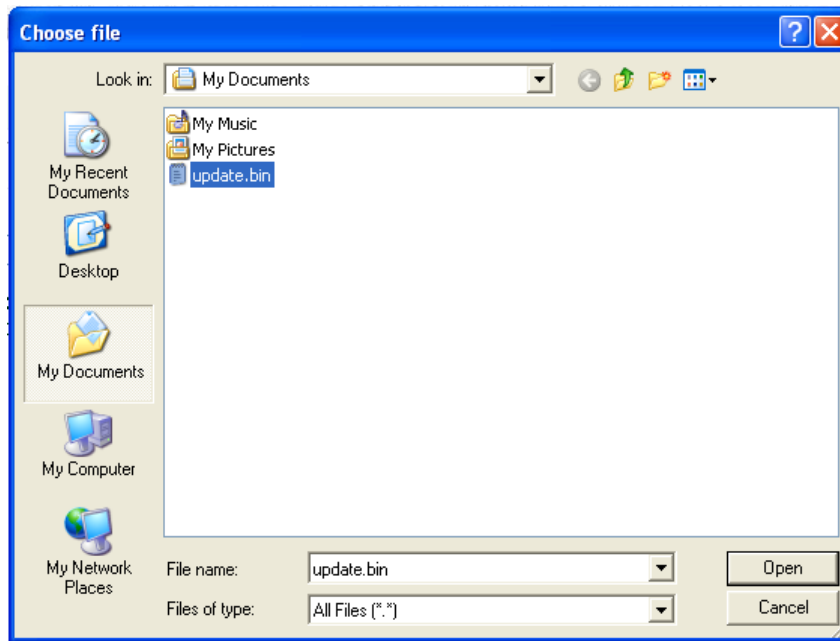 Choose file
Look in:
My Documents
My Recent
Documents
Desktop
My Documents
My Computer
My Network
Places
My Music
My Pictures
update.bin
File name:
update.bin
Open
Files of type:
All Files (*.*)
Cancel